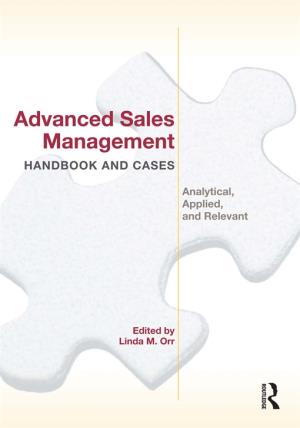 Advanced Sales
Management
HANDBOOK AND CASES
Analytical,
Applied,
and Relevant
Edited by
Linda M. Orr
ROUTLEDGE